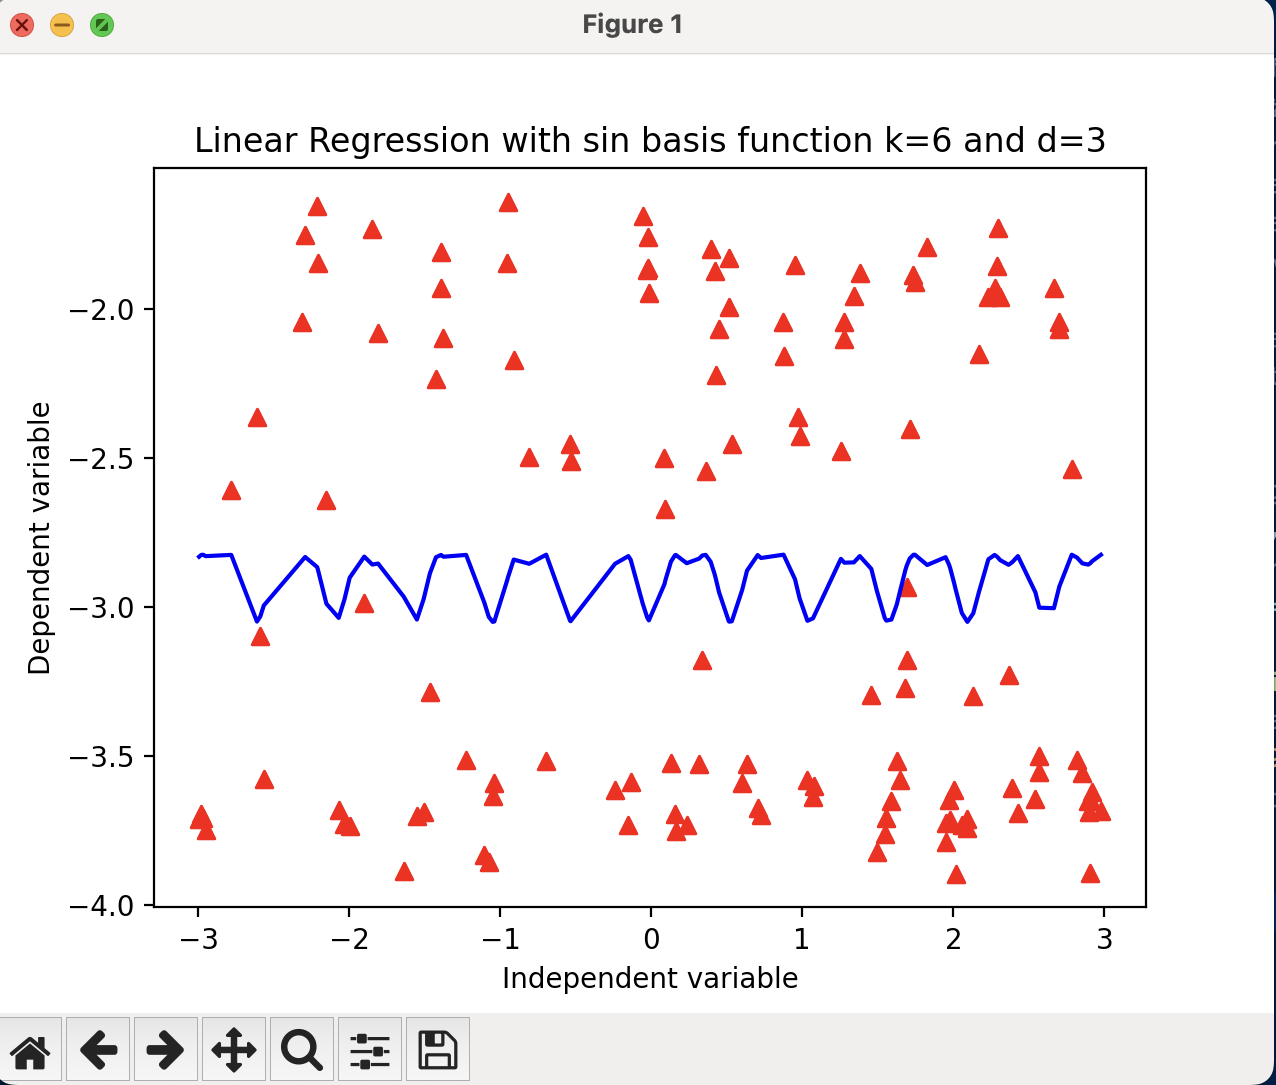 Figure 1
Linear Regression with sin basis function k=6 and d=3
Dependent variable
−2.0
−2.5
−3.0
−3.5
−4.0
−3 −2 −1 0 1 2 3
Independent variable